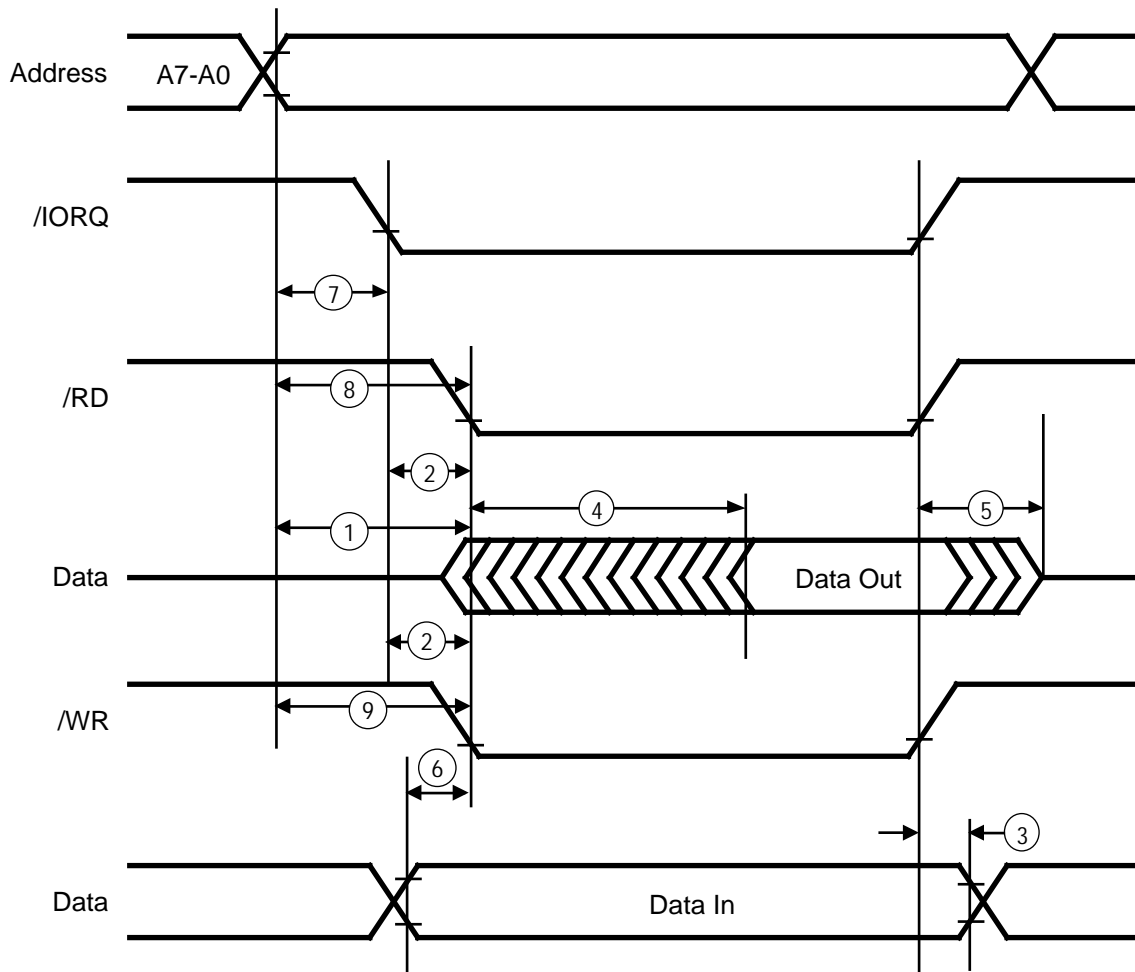 Address A7-A0
/IORQ
7
/RD
8
2
4
5
1
Data Data Out
2
/WR
9
6
3
Data Data In